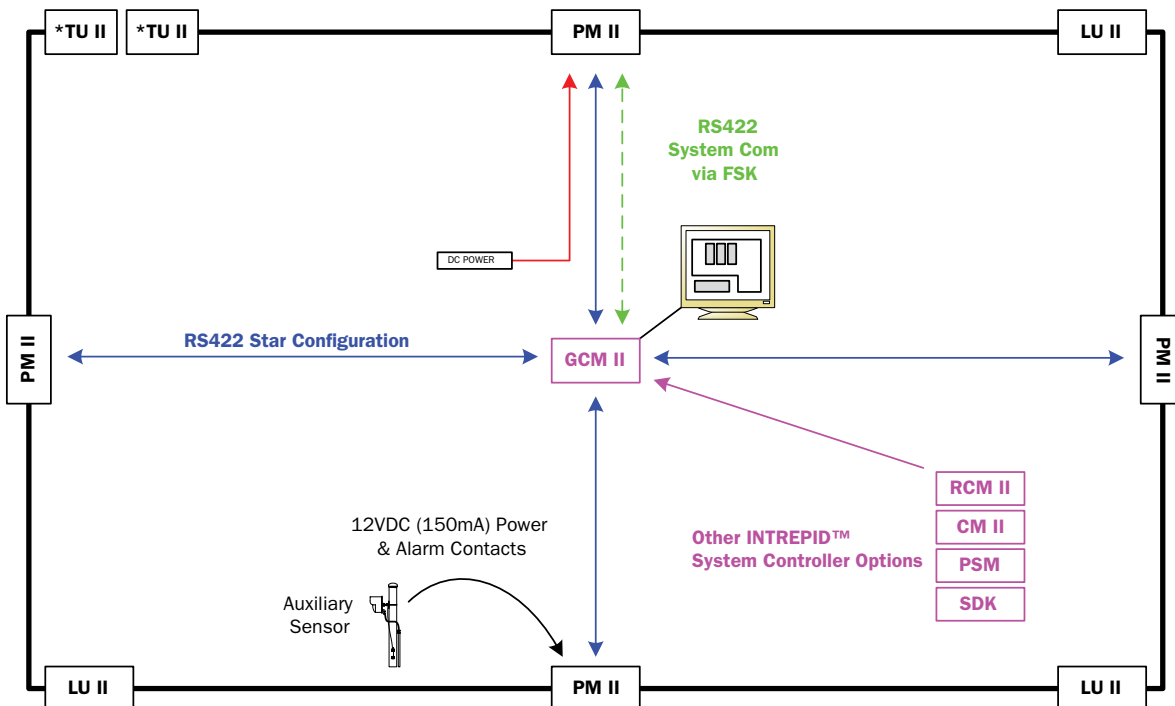 *TU II
*TU II
PM II
LU II
RS422
System Com
via FSK
DC POWER
PM II
RS422 Star Configuration
GCM II
PM II
RCM II
CM II
PSM
SDK
Other INTREPID™
System Controller Options
12VDC (150mA) Power
& Alarm Contacts
Auxiliary
Sensor
LU II
PM II
LU II